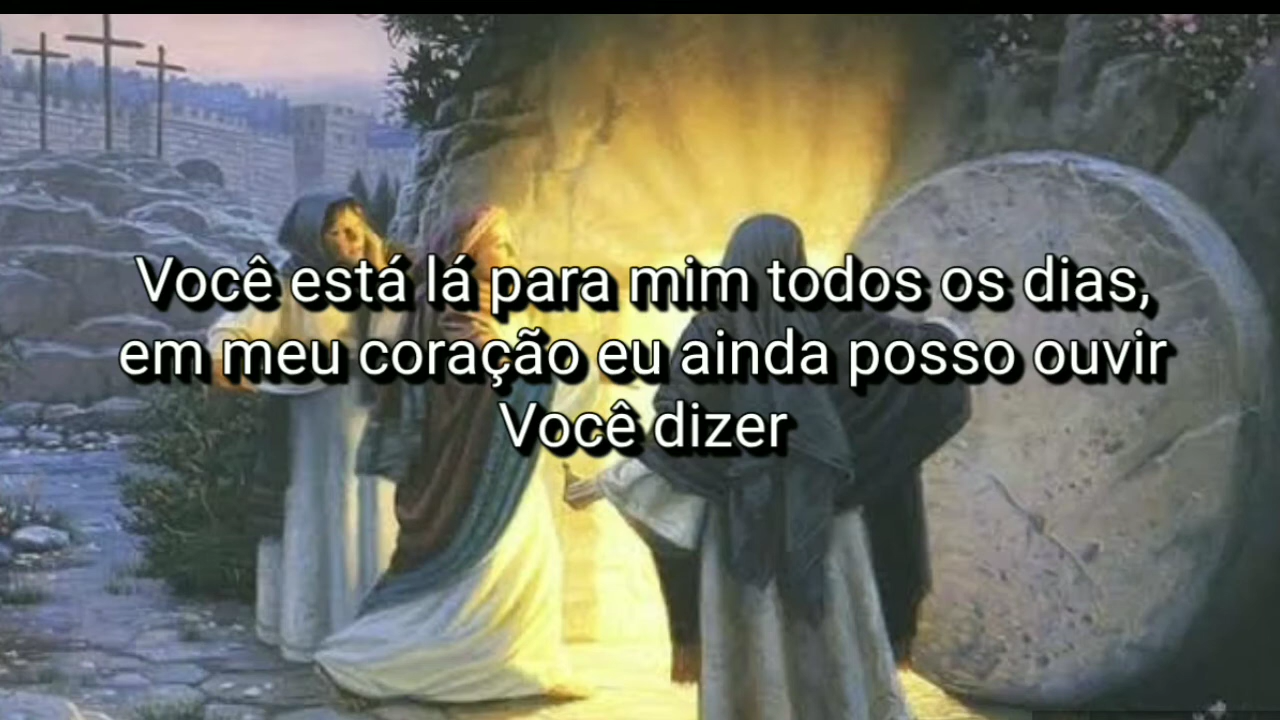 Você está lá para mim todos os dias,
em meu coração eu ainda posso ouvir
Você dizer